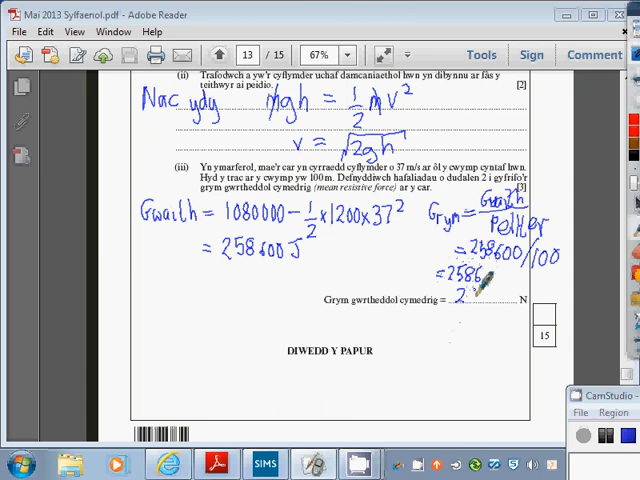 Mai 2013 Sylfaenol.pdf - Adobe Reader
File Edit View Window Help
13 / 15 67% Tools Sign Comment
(ii) Trafodwch a yw'r cyflymder uchaf damcaniaethol hwn yn dibynnu ar fàs y
teithwyr ai peidio. [2]
Nac ydy mgh = 1/2 mv²
v = √2gh
(iii) Yn ymarferol, mae'r car yn cyrraedd cyflymder o 37 m/s ar ôl y cwymp cyntaf hwn.
Hyd y trac ar y cwymp yw 100 m. Defnyddiwch hafaliadau o dudalen 2 i gyfrifo'r
grym gwrtheddol cymedrig (mean resistive force) ar y car. [3]
Gwaith = 1080000 - 1/2 × 1200 × 37²
= 258600 J
Grym = Gwaith / Pellter
= 258600/100
= 2586
Grym gwrtheddol cymedrig = 2 N
15
DIWEDD Y PAPUR
CamStudio
File Region
SIMS